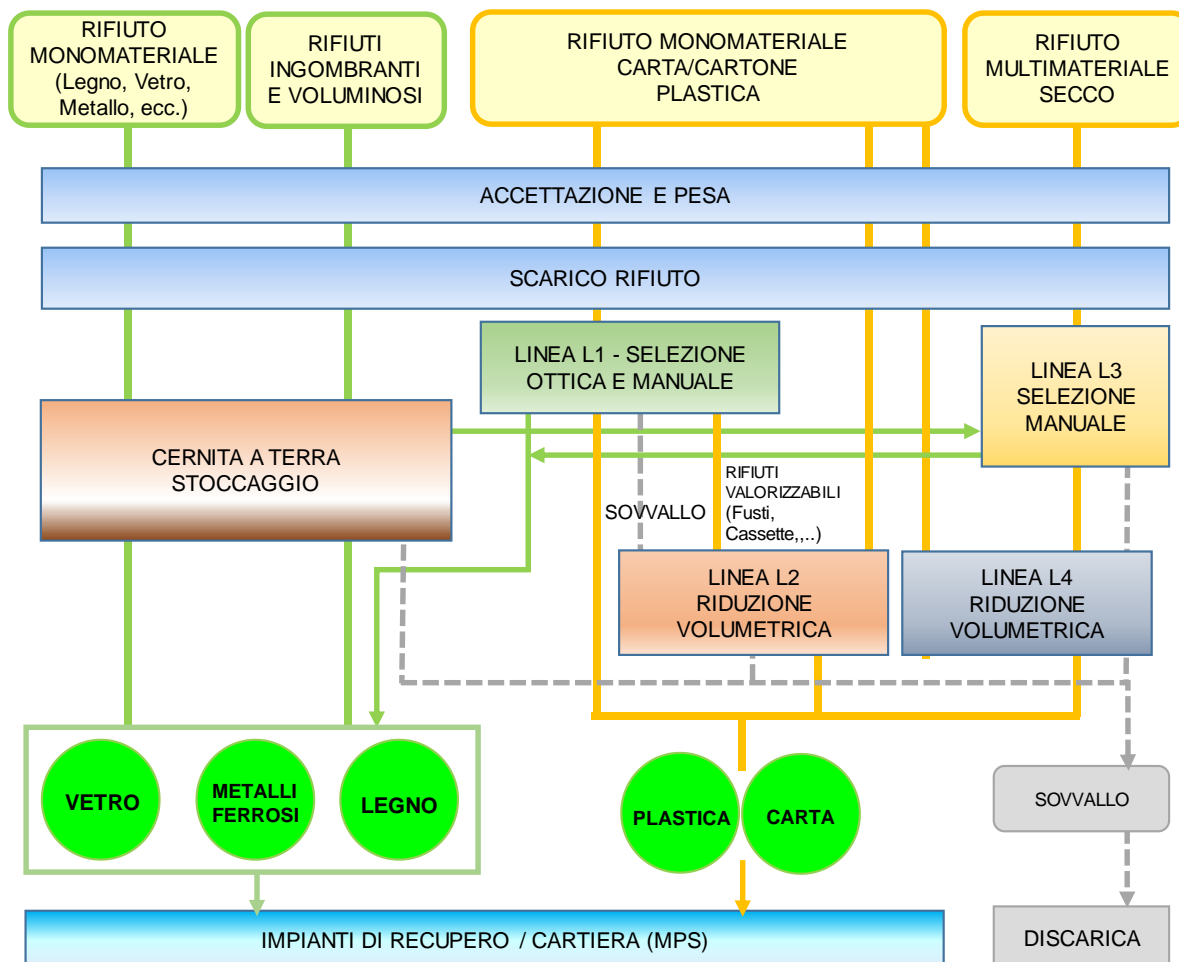 RIFIUTO
MONOMATERIALE
(Legno, Vetro,
Metallo, ecc.)
RIFIUTI
INGOMBRANTI
E VOLUMINOSI
RIFIUTO MONOMATERIALE
CARTA/CARTONE
PLASTICA
RIFIUTO
MULTIMATERIALE
SECCO
ACCETTAZIONE E PESA
SCARICO RIFIUTO
LINEA L1 - SELEZIONE
OTTICA E MANUALE
LINEA L3
SELEZIONE
MANUALE
CERNITA A TERRA
STOCCAGGIO
SOVVALLO
RIFIUTI
VALORIZZABILI
(Fusti,
Cassette,,..)
LINEA L2
RIDUZIONE
VOLUMETRICA
LINEA L4
RIDUZIONE
VOLUMETRICA
VETRO
METALLI
FERROSI
LEGNO
PLASTICA
CARTA
SOVVALLO
IMPIANTI DI RECUPERO / CARTIERA (MPS)
DISCARICA